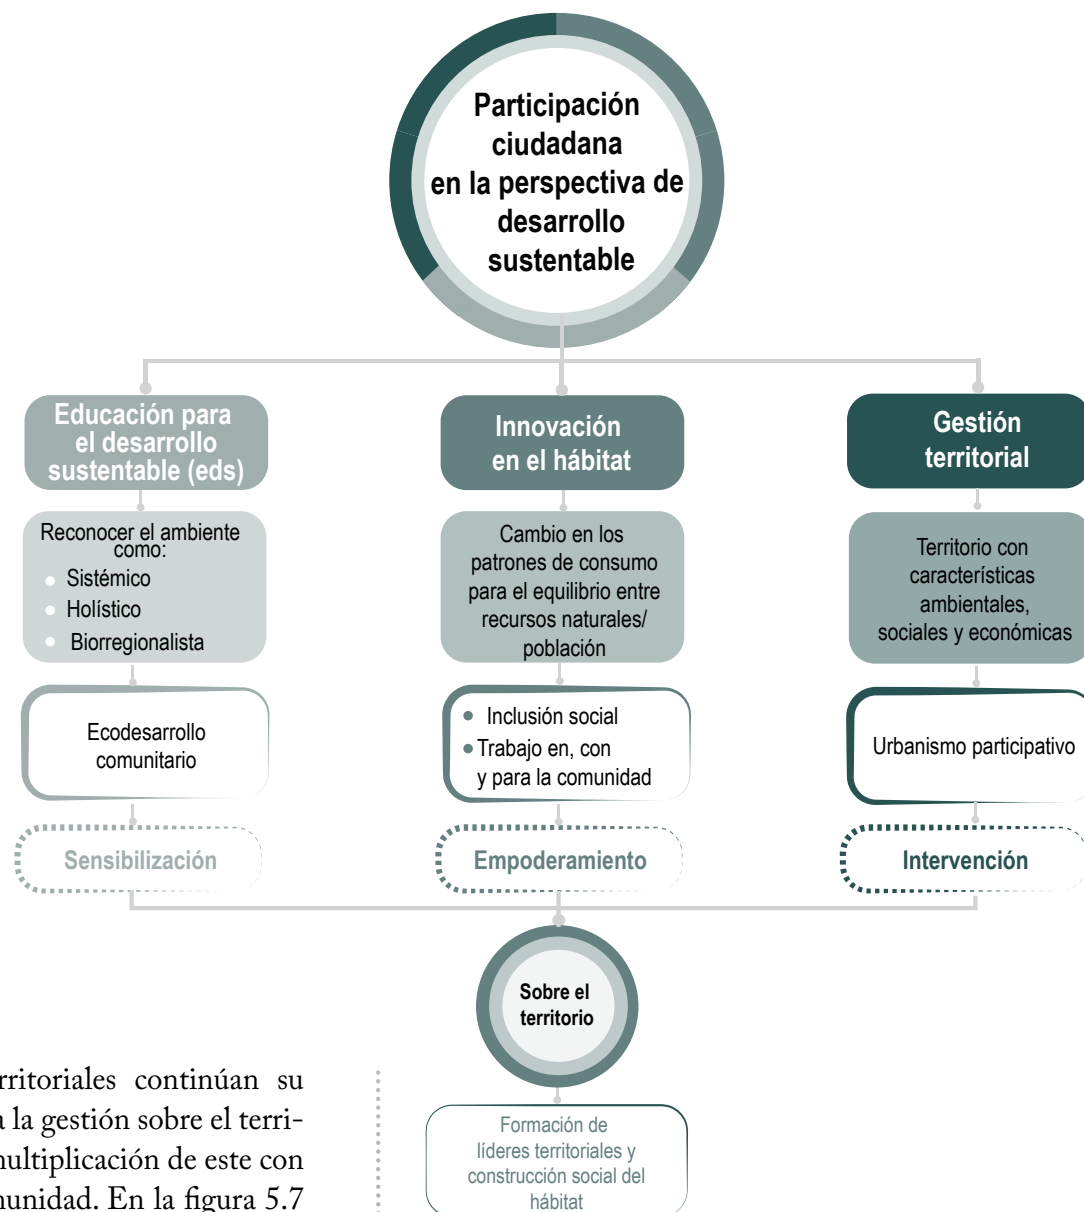 Participación
ciudadana
en la perspectiva de
desarrollo
sustentable
Educación para
el desarrollo
sustentable (eds)
Reconocer el ambiente
como:
Sistémico
Holístico
Biorregionalista
Ecodesarrollo
comunitario
Sensibilización
Innovación
en el hábitat
Cambio en los
patrones de consumo
para el equilibrio entre
recursos naturales/
población
Inclusión social
Trabajo en, con
y para la comunidad
Empoderamiento
Gestión
territorial
Territorio con
características
ambientales,
sociales y económicas
Urbanismo participativo
Intervención
Sobre el
territorio
Formación de
líderes territoriales y
construcción social del
hábitat
rritoriales continúan su
a la gestión sobre el terri-
multiplicación de este con
munidad. En la figura 5.7